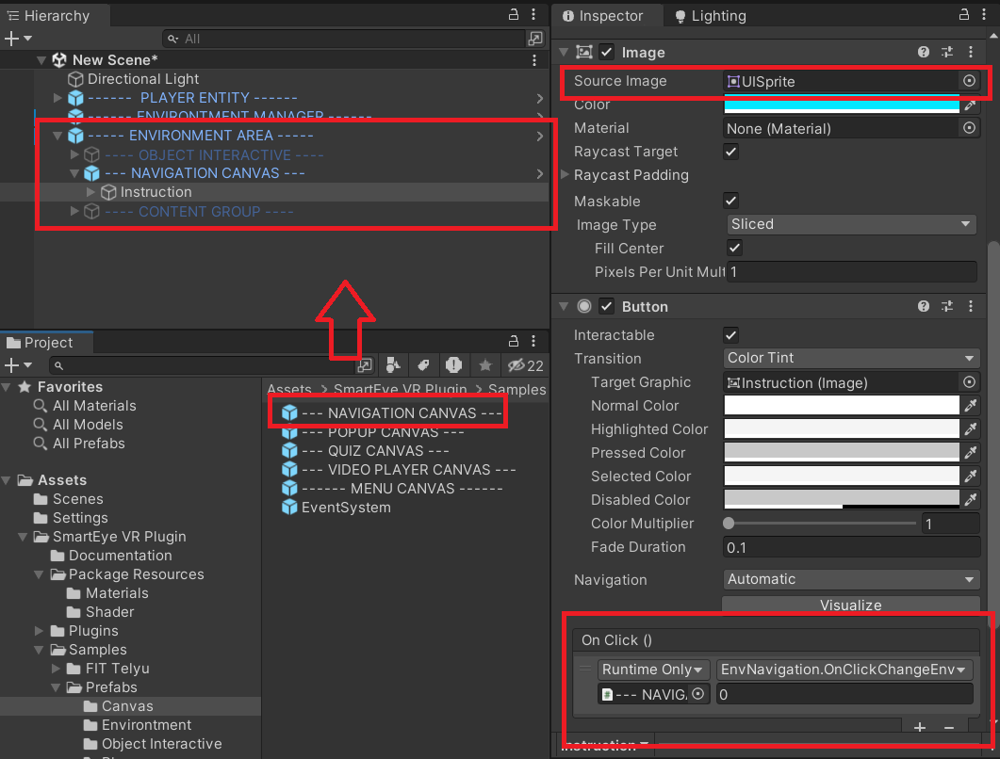 Hierarchy
All
New Scene*
Directional Light
------ PLAYER ENTITY ------
------ ENVIRONTMENT MANAGER ------
----- ENVIRONMENT AREA -----
---- OBJECT INTERACTIVE ----
--- NAVIGATION CANVAS ---
Instruction
---- CONTENT GROUP ----
Project
22
Favorites
All Materials
All Models
All Prefabs
Assets
Scenes
Settings
SmartEye VR Plugin
Documentation
Package Resources
Materials
Shader
Plugins
Samples
FIT Telyu
Prefabs
Canvas
Environtment
Object Interactive
Assets > SmartEye VR Plugin > Samples
--- NAVIGATION CANVAS ---
--- POPUP CANVAS ---
--- QUIZ CANVAS ---
--- VIDEO PLAYER CANVAS ---
------ MENU CANVAS ------
EventSystem
Inspector
Lighting
Image
Source Image UISprite
Color
Material None (Material)
Raycast Target
Raycast Padding
Maskable
Image Type Sliced
Fill Center
Pixels Per Unit Mult 1
Button
Interactable
Transition Color Tint
Target Graphic Instruction (Image)
Normal Color
Highlighted Color
Pressed Color
Selected Color
Disabled Color
Color Multiplier 1
Fade Duration 0.1
Navigation Automatic
Visualize
On Click ()
Runtime Only EnvNavigation.OnClickChangeEnv
--- NAVIG 0
Instruction